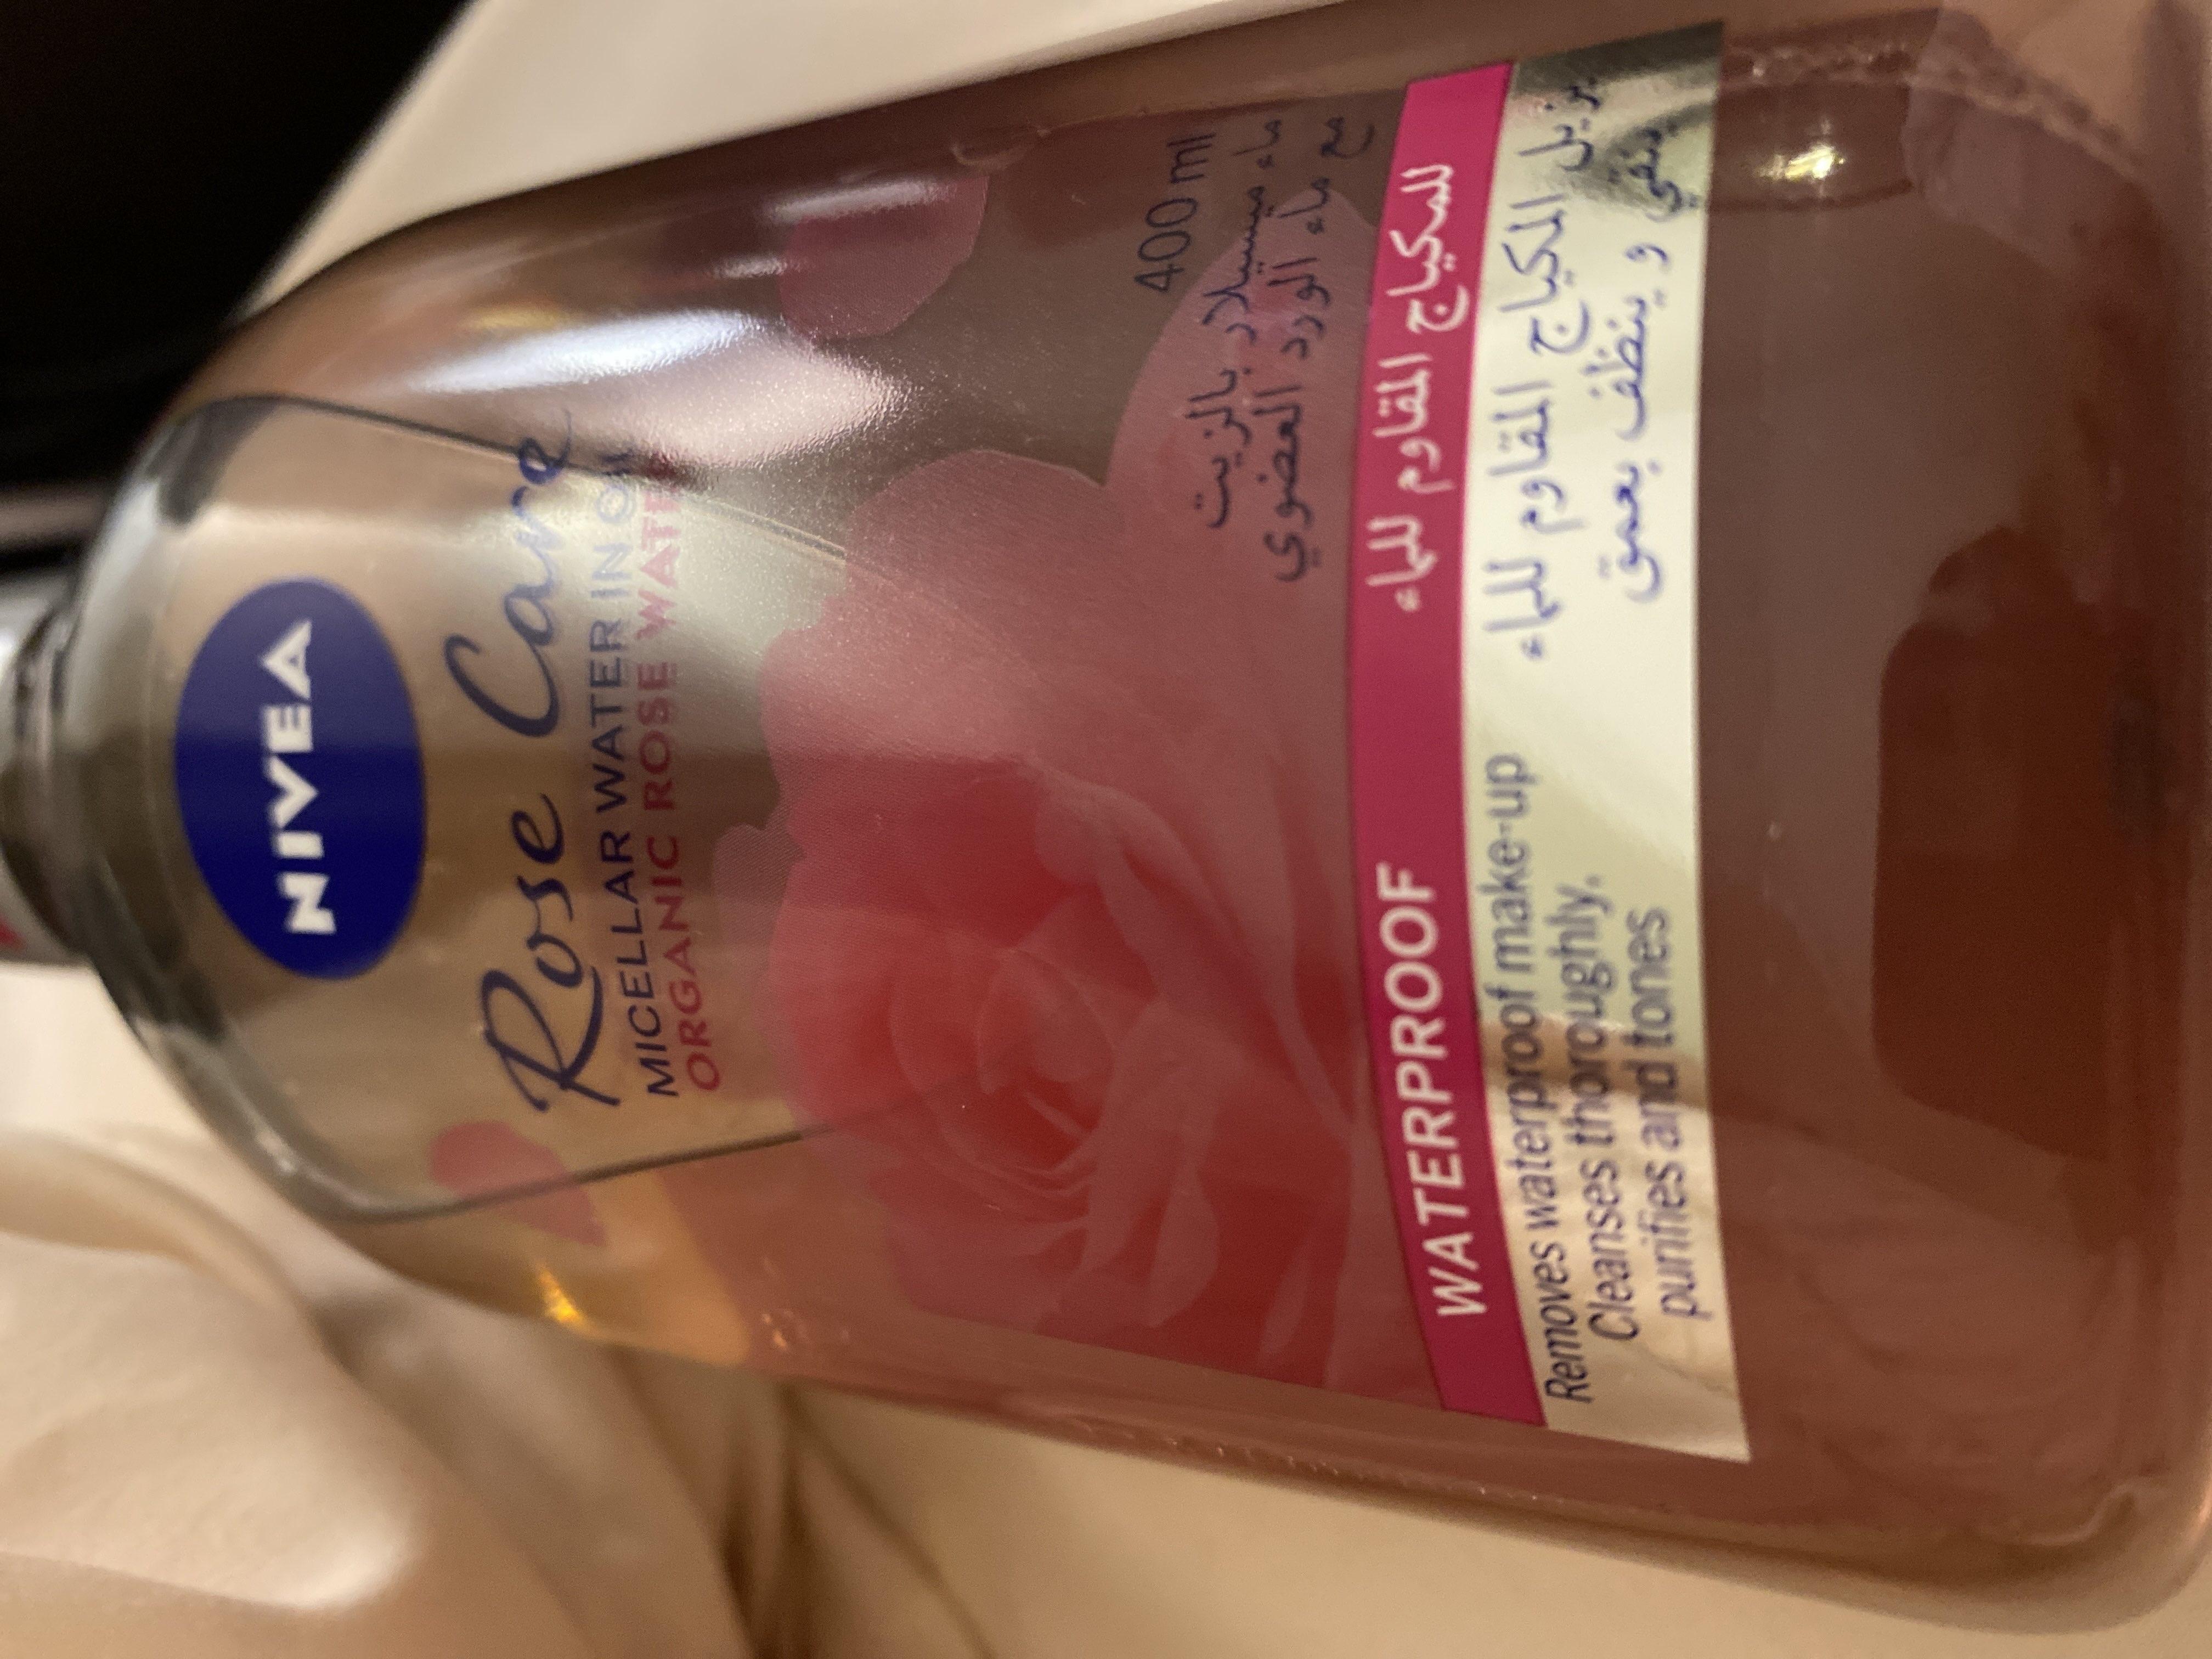 NIVEA
Rose Care
MICELLAR WATER IN OIL
ORGANIC ROSE WATER
400 ml
ماء ميسيلار بالزيت
مع ماء الورد العضوي
WATERPROOF
للمكياج المقاوم للماء
Removes waterproof make-up
Cleanses thoroughly.
purifies and tones
يزيل المكياج المقاوم للماء
و ينظف بعمق